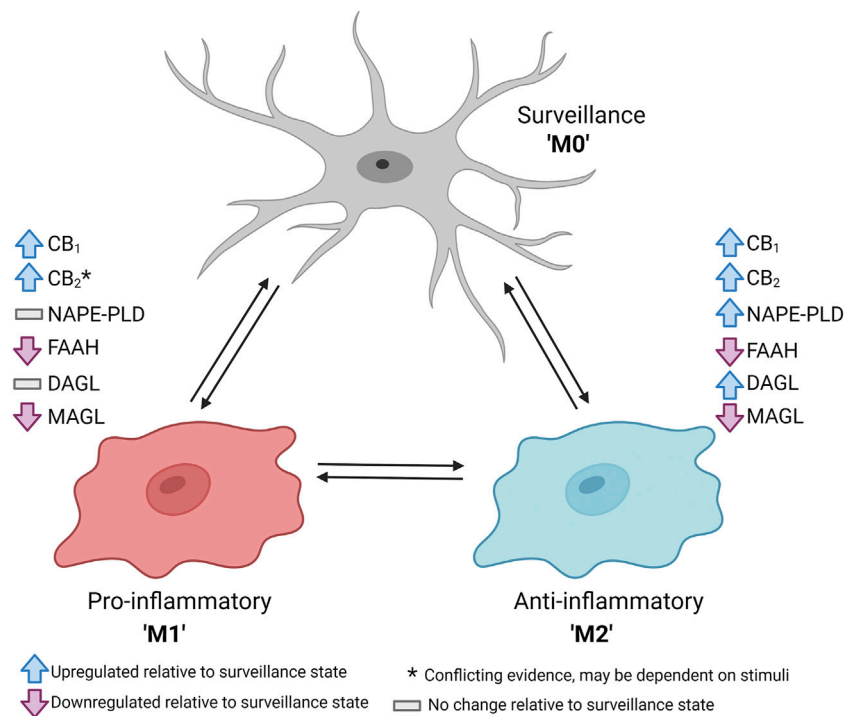 Surveillance
'M0'
CB₁
CB₂*
NAPE-PLD
FAAH
DAGL
MAGL
CB₁
CB₂
NAPE-PLD
FAAH
DAGL
MAGL
Pro-inflammatory
'M1'
Anti-inflammatory
'M2'
Upregulated relative to surveillance state
Downregulated relative to surveillance state
* Conflicting evidence, may be dependent on stimuli
No change relative to surveillance state